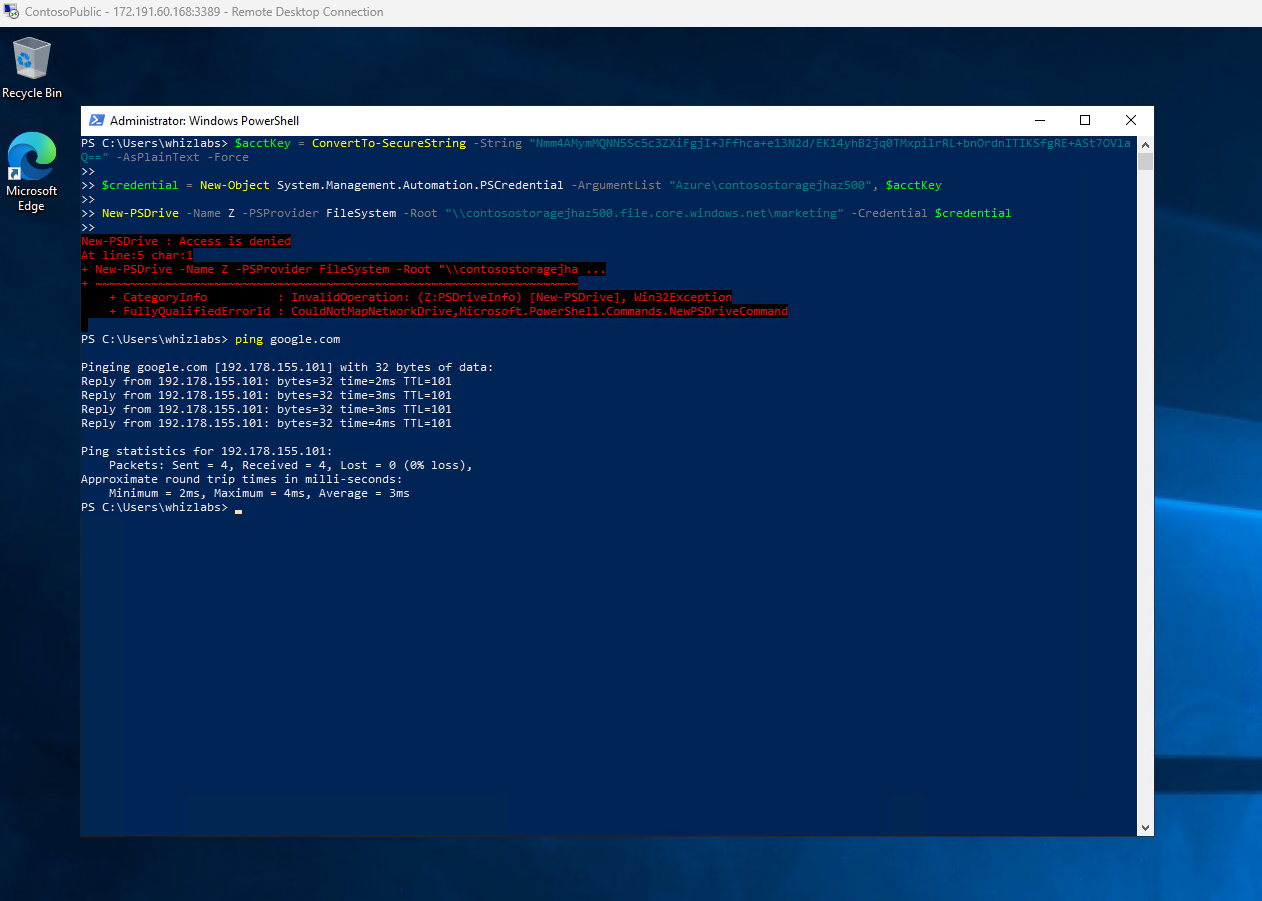 ContosoPublic - 172.191.60.168:3389 - Remote Desktop Connection
Recycle Bin
Microsoft
Edge
Administrator: Windows PowerShell
PS C:\Users\whizlabs> $acctKey = ConvertTo-SecureString -String "Nmm4AMymMQNN5Sc5c3ZXiFgjI+JFfhca+el3N2d/EK14yhB2jq0TMxpilrRL+bnOrdnITIKSfgRE+ASt7OVla
Q==" -AsPlainText -Force
>>
>> $credential = New-Object System.Management.Automation.PSCredential -ArgumentList "Azure\contosostoragejhaz500", $acctKey
>>
>> New-PSDrive -Name Z -PSProvider FileSystem -Root "\\contosostoragejhaz500.file.core.windows.net\marketing" -Credential $credential
>>
New-PSDrive : Access is denied
At line:5 char:1
+ New-PSDrive -Name Z -PSProvider FileSystem -Root "\\contosostoragejha ...
+ ~~~~~~~~~~~~~~~~~~~~~~~~~~~~~~~~~~~~~~~~~~~~~~~~~~~~~~~~~~~~~~~~~~~~~
+ CategoryInfo : InvalidOperation: (Z:PSDriveInfo) [New-PSDrive], Win32Exception
+ FullyQualifiedErrorId : CouldNotMapNetworkDrive,Microsoft.PowerShell.Commands.NewPSDriveCommand
PS C:\Users\whizlabs> ping google.com
Pinging google.com [192.178.155.101] with 32 bytes of data:
Reply from 192.178.155.101: bytes=32 time=2ms TTL=101
Reply from 192.178.155.101: bytes=32 time=3ms TTL=101
Reply from 192.178.155.101: bytes=32 time=3ms TTL=101
Reply from 192.178.155.101: bytes=32 time=4ms TTL=101
Ping statistics for 192.178.155.101:
Packets: Sent = 4, Received = 4, Lost = 0 (0% loss),
Approximate round trip times in milli-seconds:
Minimum = 2ms, Maximum = 4ms, Average = 3ms
PS C:\Users\whizlabs>